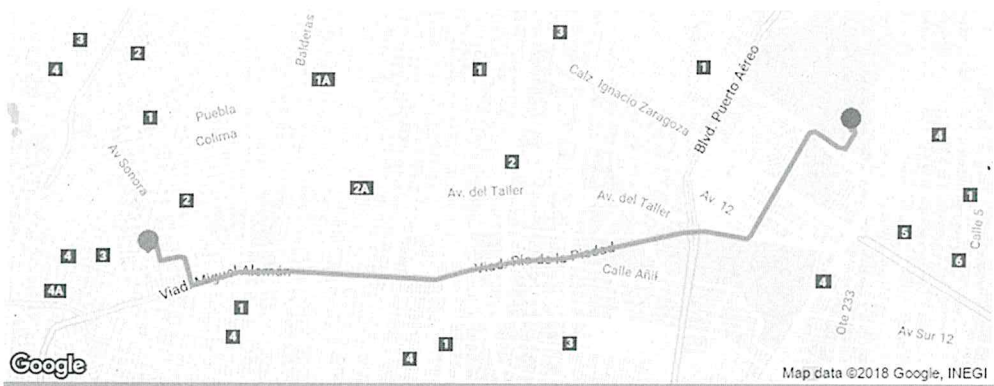 3
4
2
1
Puebla
Colima
Balderas
1A
Av Sonora
2
3
1
Calz. Ignacio Zaragoza
1
Blvd. Puerto Aéreo
2
2A
Av. del Taller
Av. del Taller
Av. 12
4
1
Calle 5
5
6
4
3
4A
Viad. Miguel Alemán
Viad. Río de la Piedad
Calle Añil
1
4
4
1
3
4
Ote 233
Av Sur 12
Google
Map data ©2018 Google, INEGI